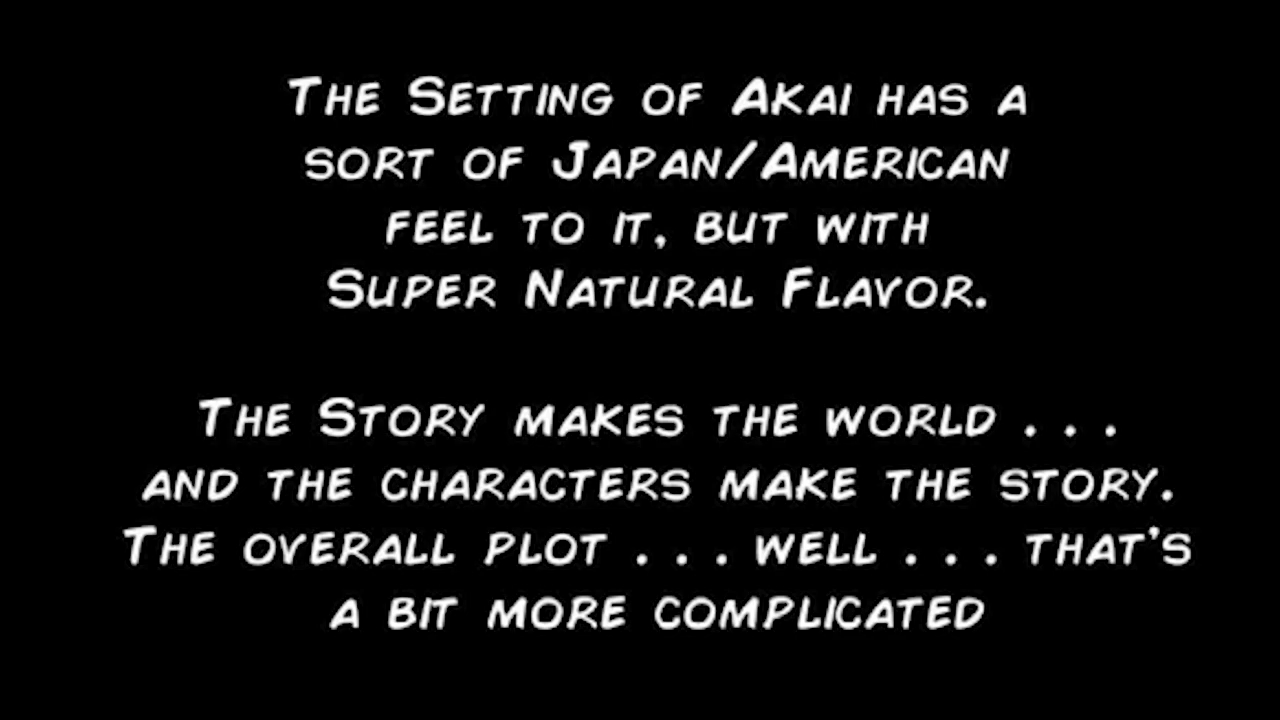 The Setting of Akai has a
sort of Japan/American
feel to it, but with
Super Natural Flavor.
The Story makes the world . . .
and the characters make the story.
The overall plot . . . well . . . that's
a bit more complicated